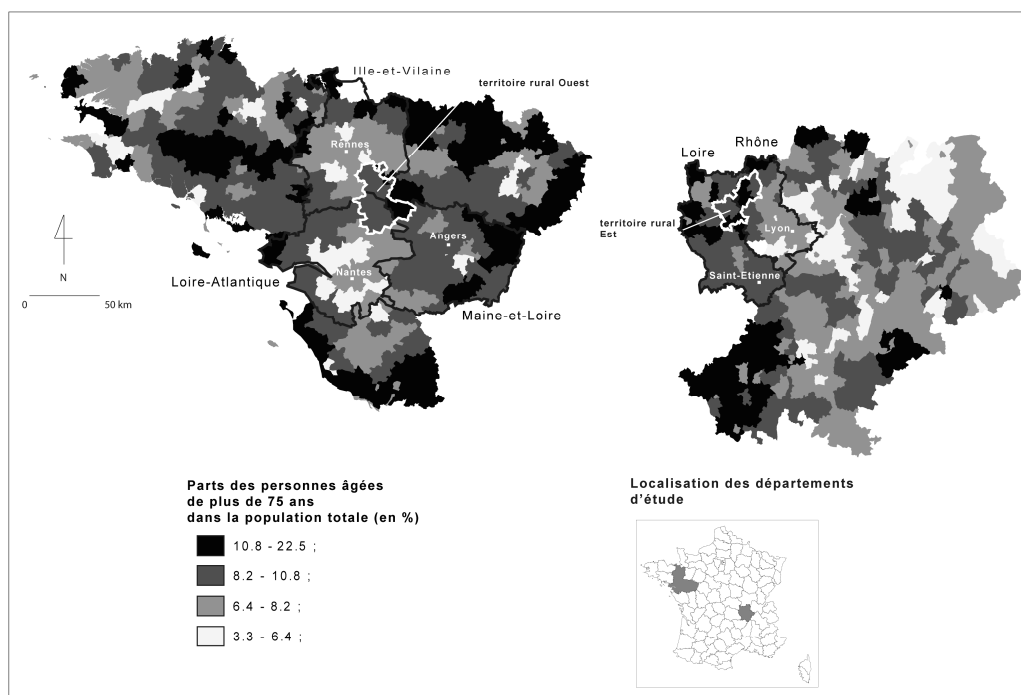 Ille-et-Vilaine
territoire rural Ouest
Rennes
Rhône
Loire
territoire rural
Est
Lyon
Angers
Saint-Etienne
Nantes
Loire-Atlantique
N
0 50 km
Maine-et-Loire
Parts des personnes âgées
de plus de 75 ans
dans la population totale (en %)
10.8 - 22.5 ;
8.2 - 10.8 ;
6.4 - 8.2 ;
3.3 - 6.4 ;
Localisation des départements
d'étude